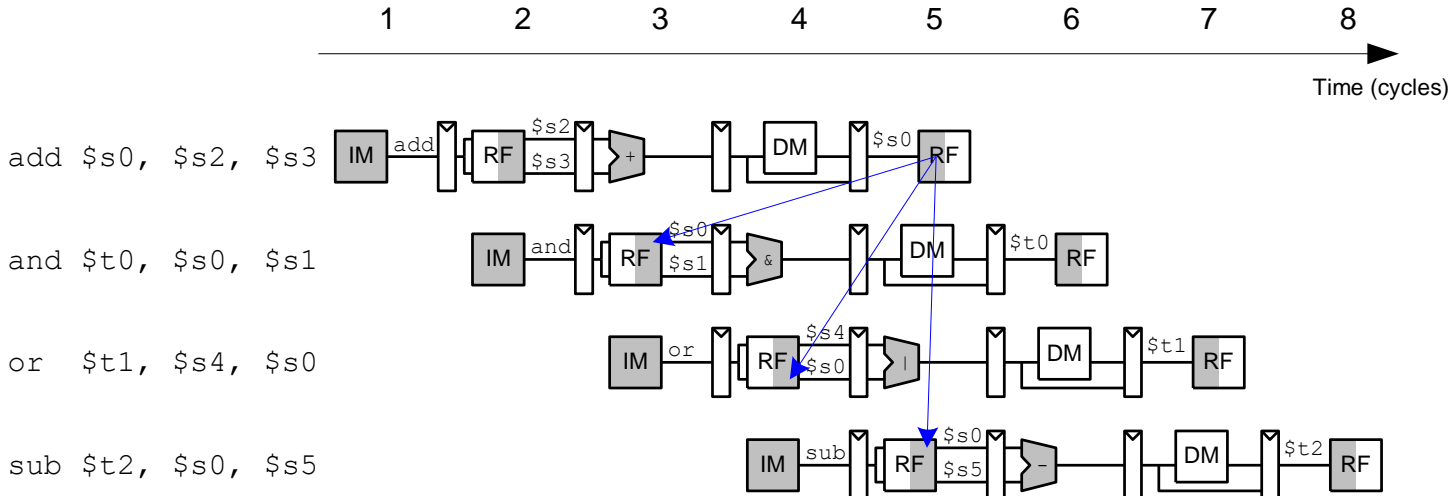 1 2 3 4 5 6 7 8
Time (cycles)
add $s0, $s2, $s3 IM add RF $s2 $s3 + DM $s0 RF
and $t0, $s0, $s1 IM and RF $s0 $s1 & DM $t0 RF
or $t1, $s4, $s0 IM or RF $s4 $s0 | DM $t1 RF
sub $t2, $s0, $s5 IM sub RF $s0 $s5 - DM $t2 RF